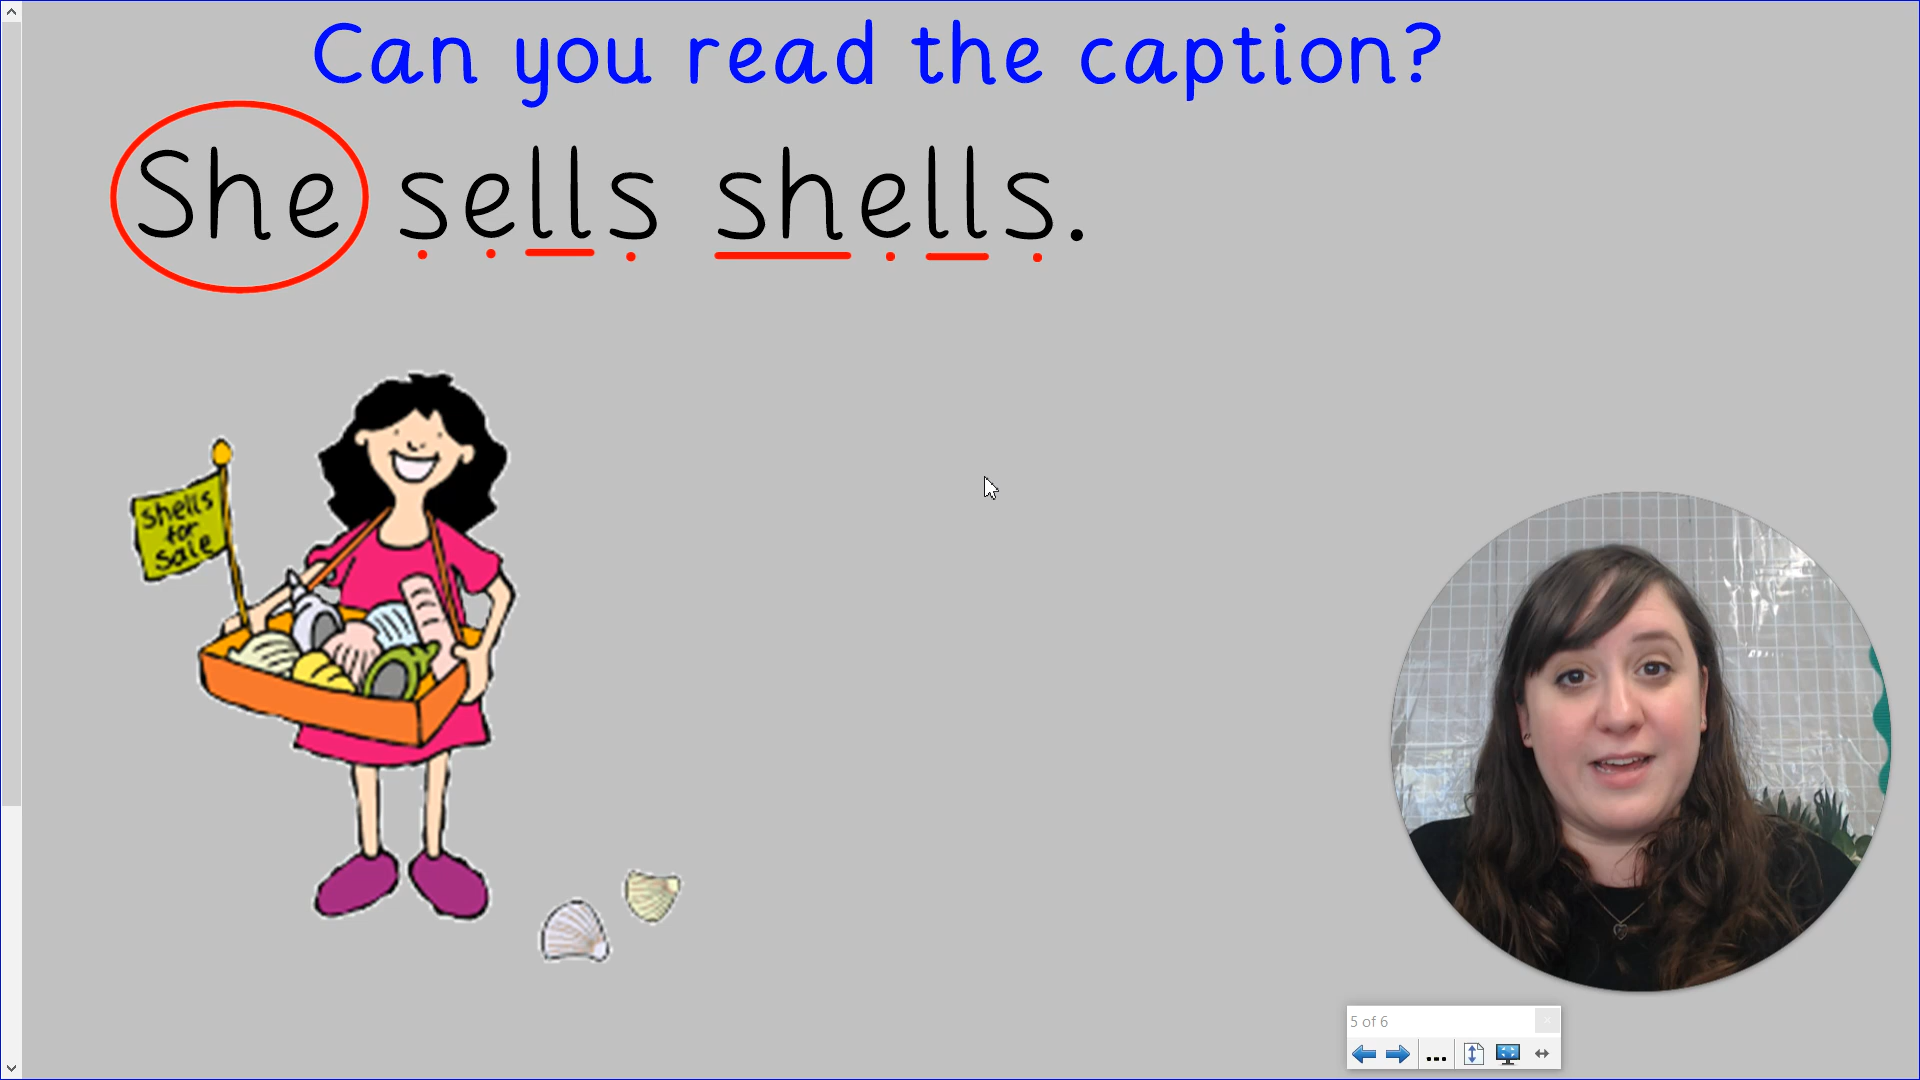 Can you read the caption?
She sells shells.
shells
for
sale
5 of 6